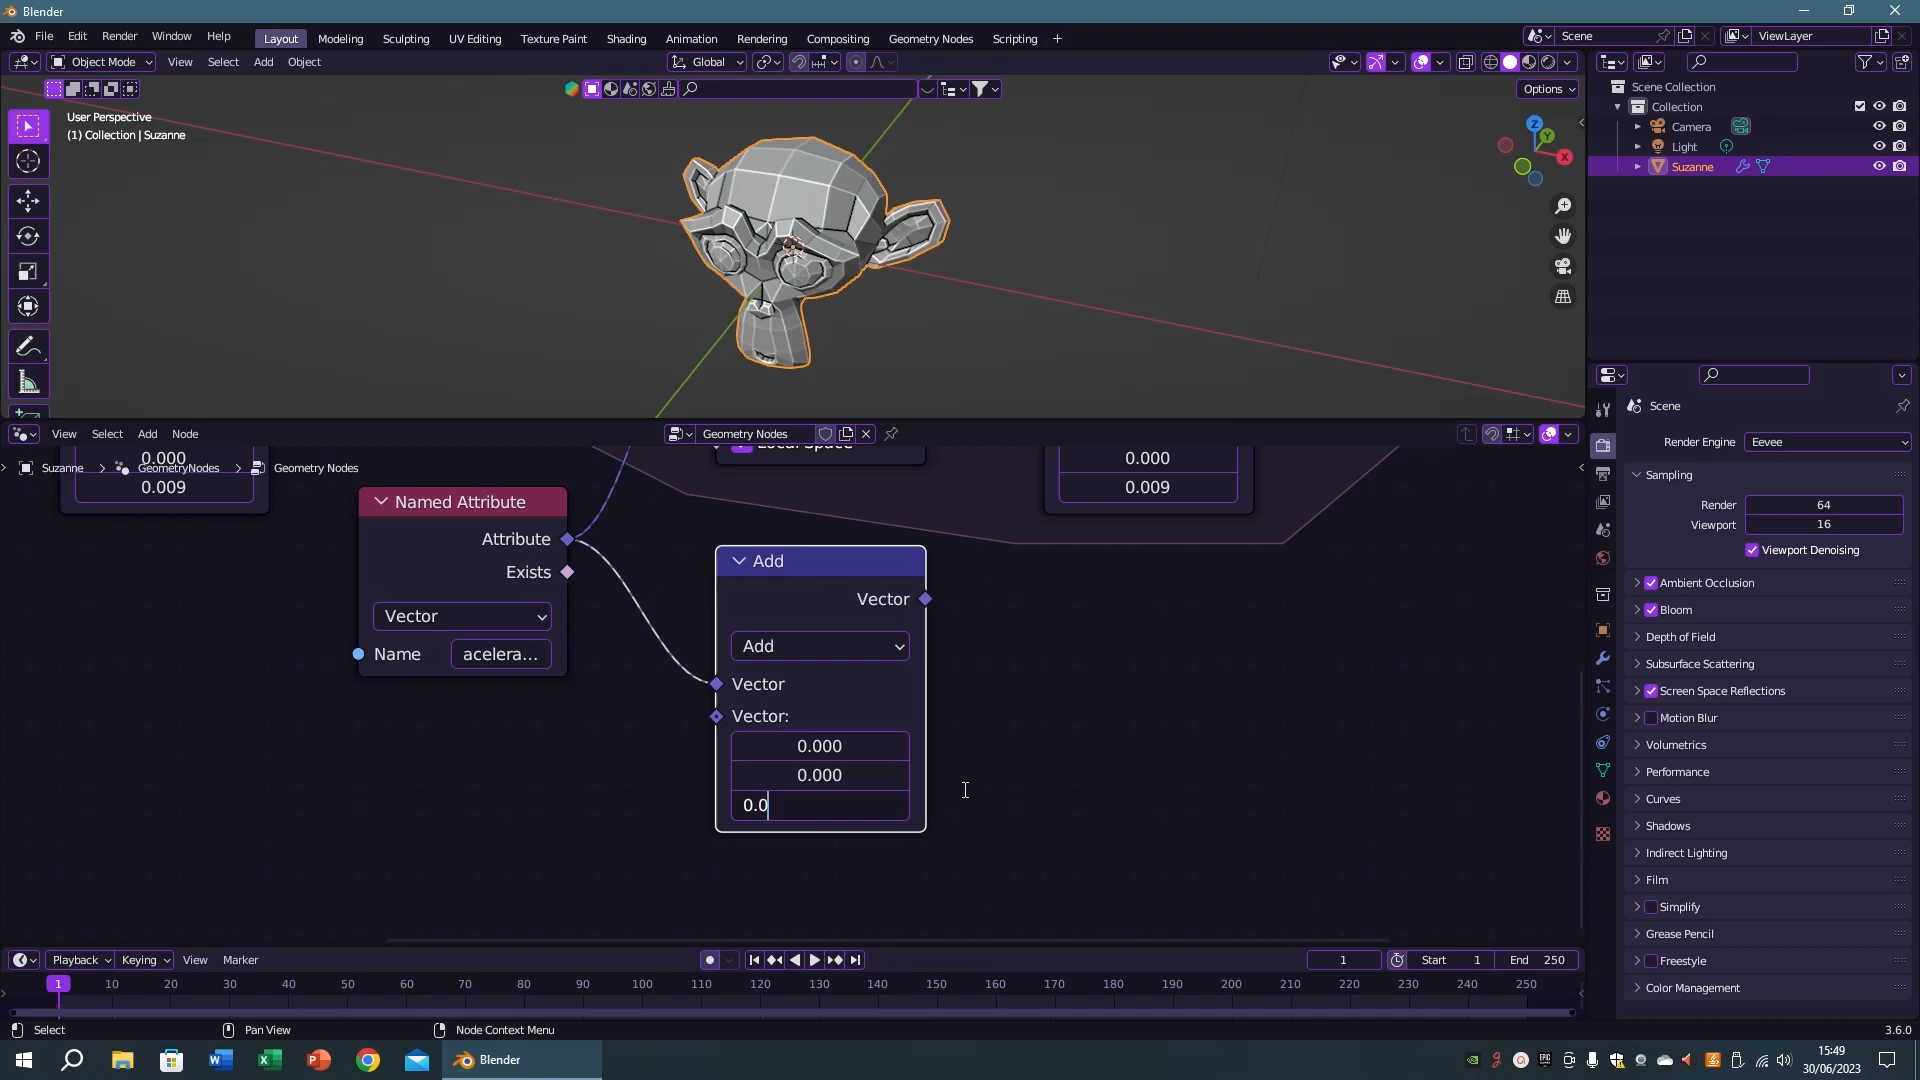 Blender
File Edit Render Window Help
Layout Modeling Sculpting UV Editing Texture Paint Shading Animation Rendering Compositing Geometry Nodes Scripting +
Scene
ViewLayer
Object Mode View Select Add Object
Global
Options
User Perspective
(1) Collection | Suzanne
Z
Y
X
Scene Collection
Collection
Camera
Light
Suzanne
View Select Add Node
Geometry Nodes
Suzanne > GeometryNodes > Geometry Nodes
0.000
0.009
Local Space
0.000
0.009
Named Attribute
Attribute
Exists
Vector
Name acelera...
Add
Vector
Add
Vector
Vector:
0.000
0.000
0.0
Scene
Render Engine Eevee
Sampling
Render 64
Viewport 16
Viewport Denoising
Ambient Occlusion
Bloom
Depth of Field
Subsurface Scattering
Screen Space Reflections
Motion Blur
Volumetrics
Performance
Curves
Shadows
Indirect Lighting
Film
Simplify
Grease Pencil
Freestyle
Color Management
Playback Keying View Marker
1
Start 1
End 250
1 10 20 30 40 50 60 70 80 90 100 110 120 130 140 150 160 170 180 190 200 210 220 230 240 250
Select
Pan View
Node Context Menu
3.6.0
Blender
15:49
30/06/2023